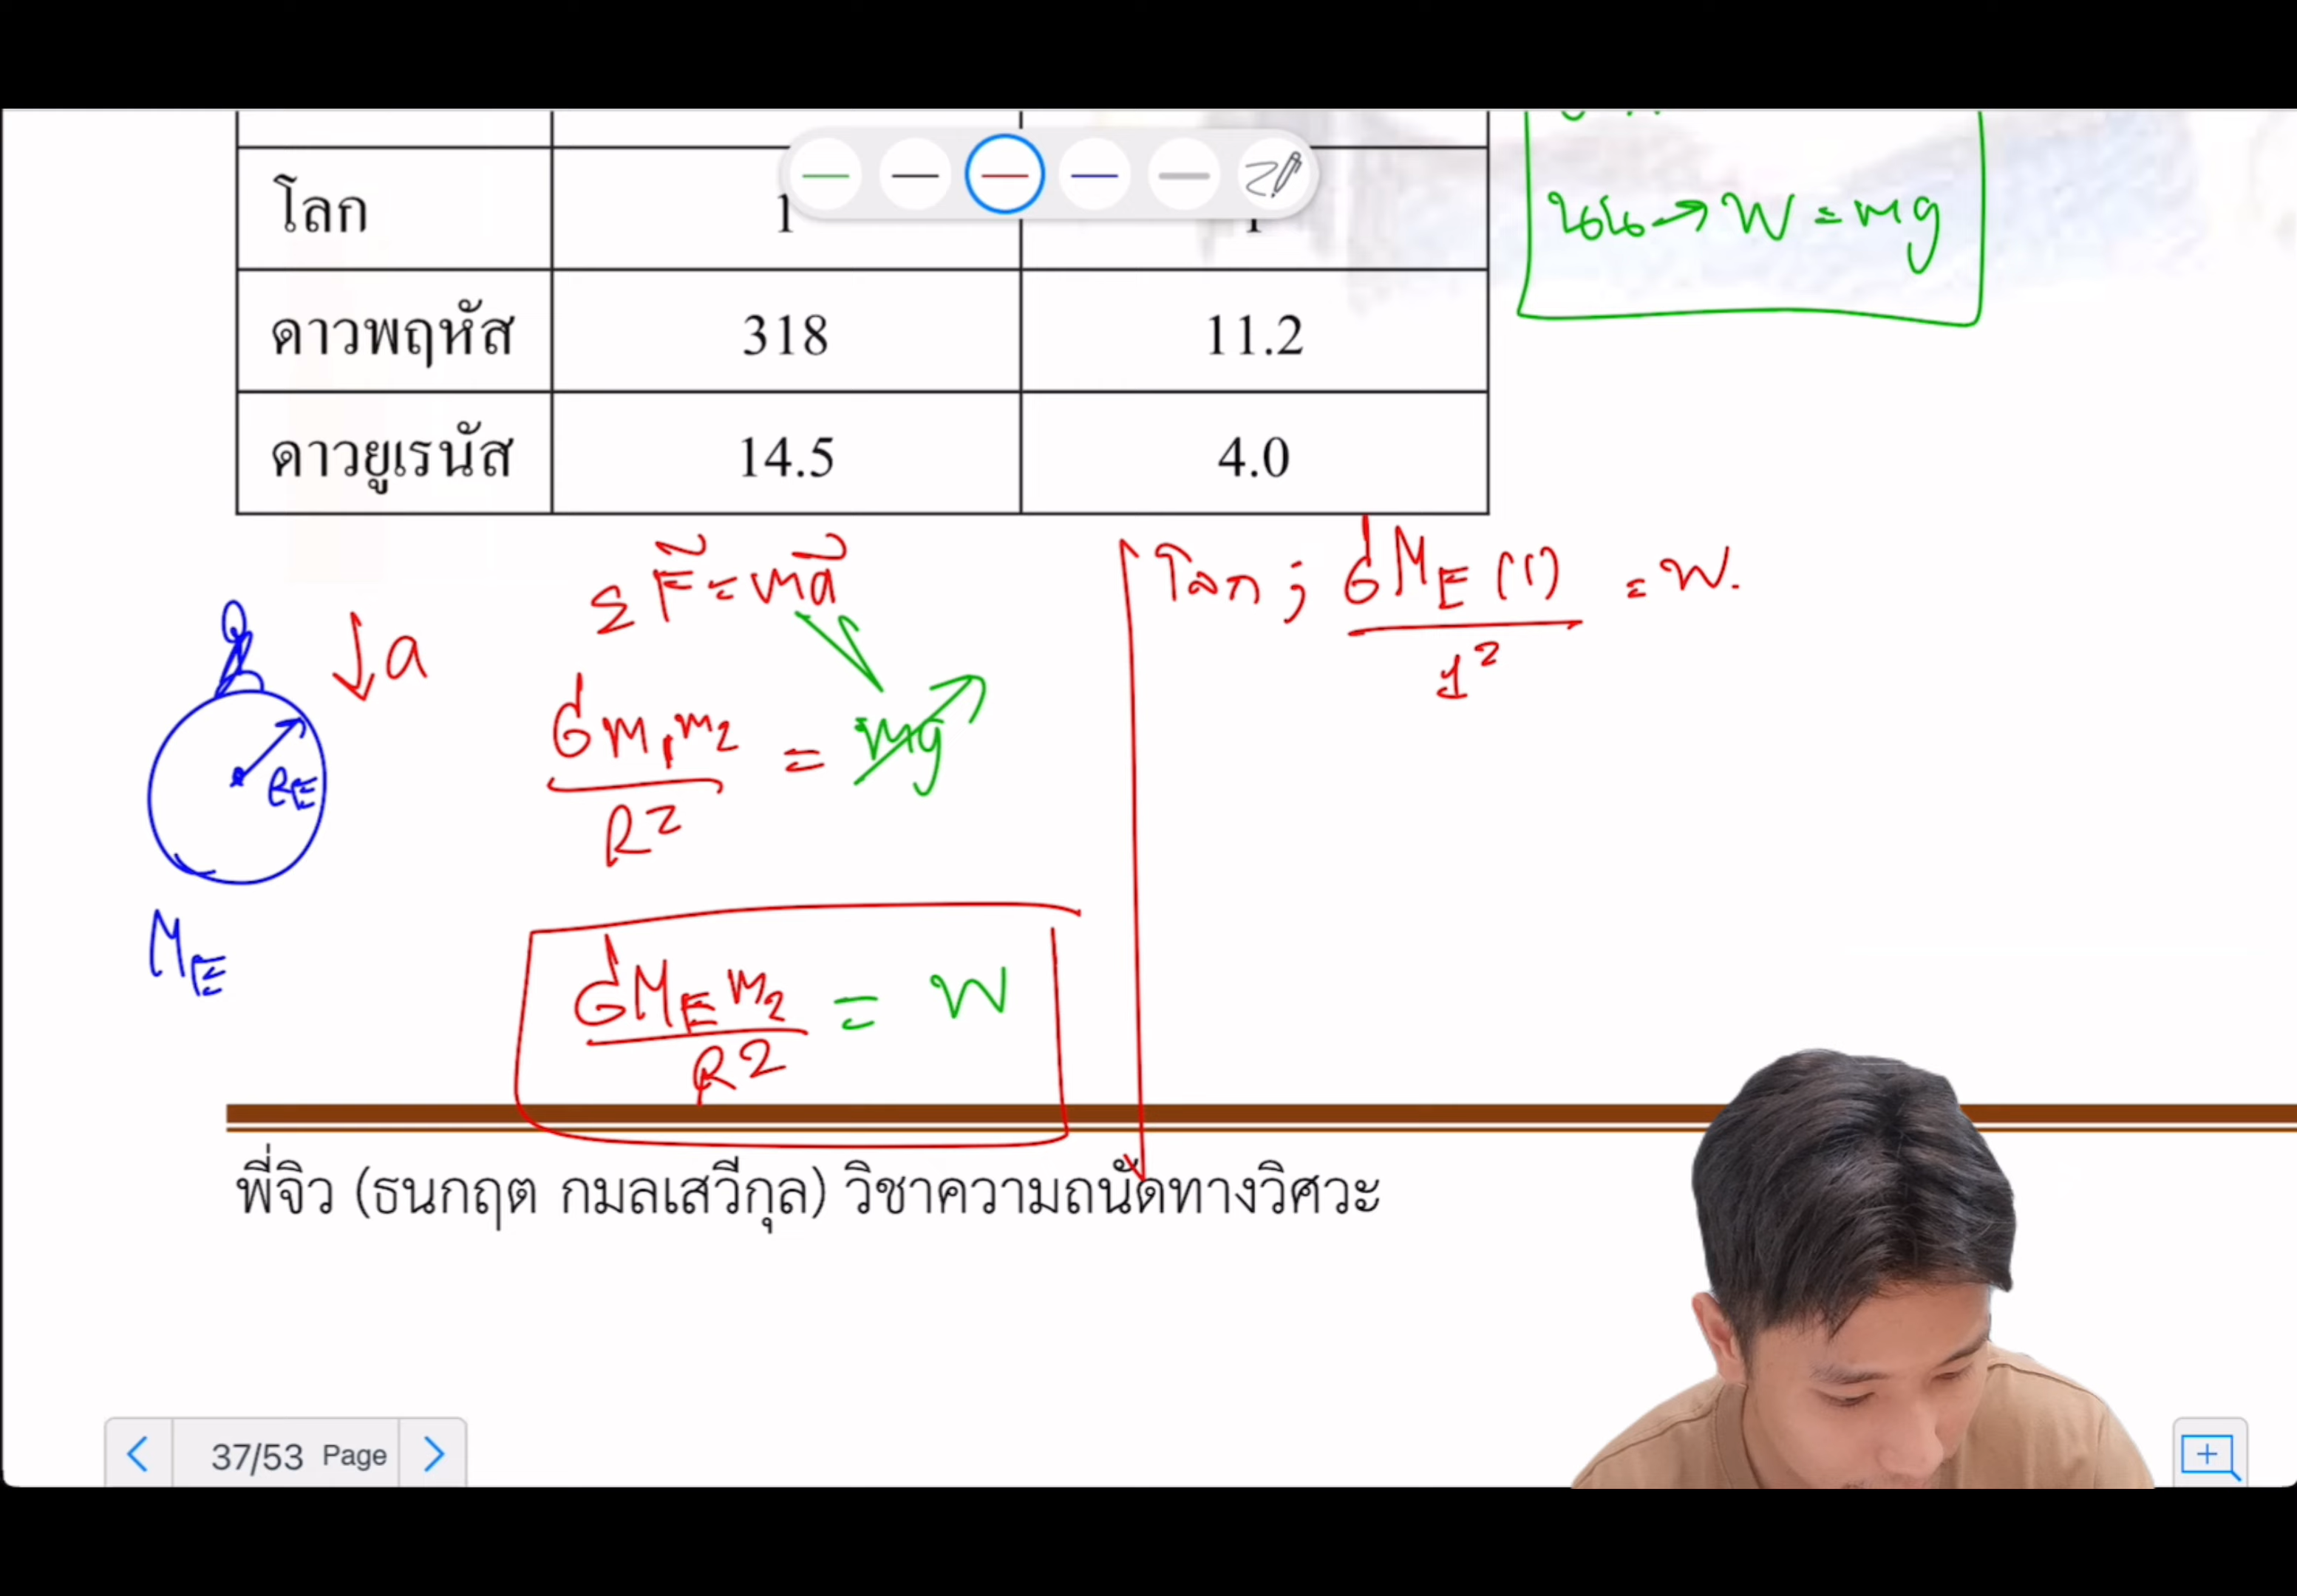 โลก 1 1
นนน → W = mg
ดาวพฤหัส 318 11.2
ดาวยูเรนัส 14.5 4.0
Σ F = ma
โลก ; GM_E (1) / 1² = W.
a
Gm₁m₂ / R² = mg
R_E
M_E
GM_E m₂ / R² = W
พี่จิว (ธนกฤต กมลเสวีกุล) วิชาความถนัดทางวิศวะ
37/53 Page